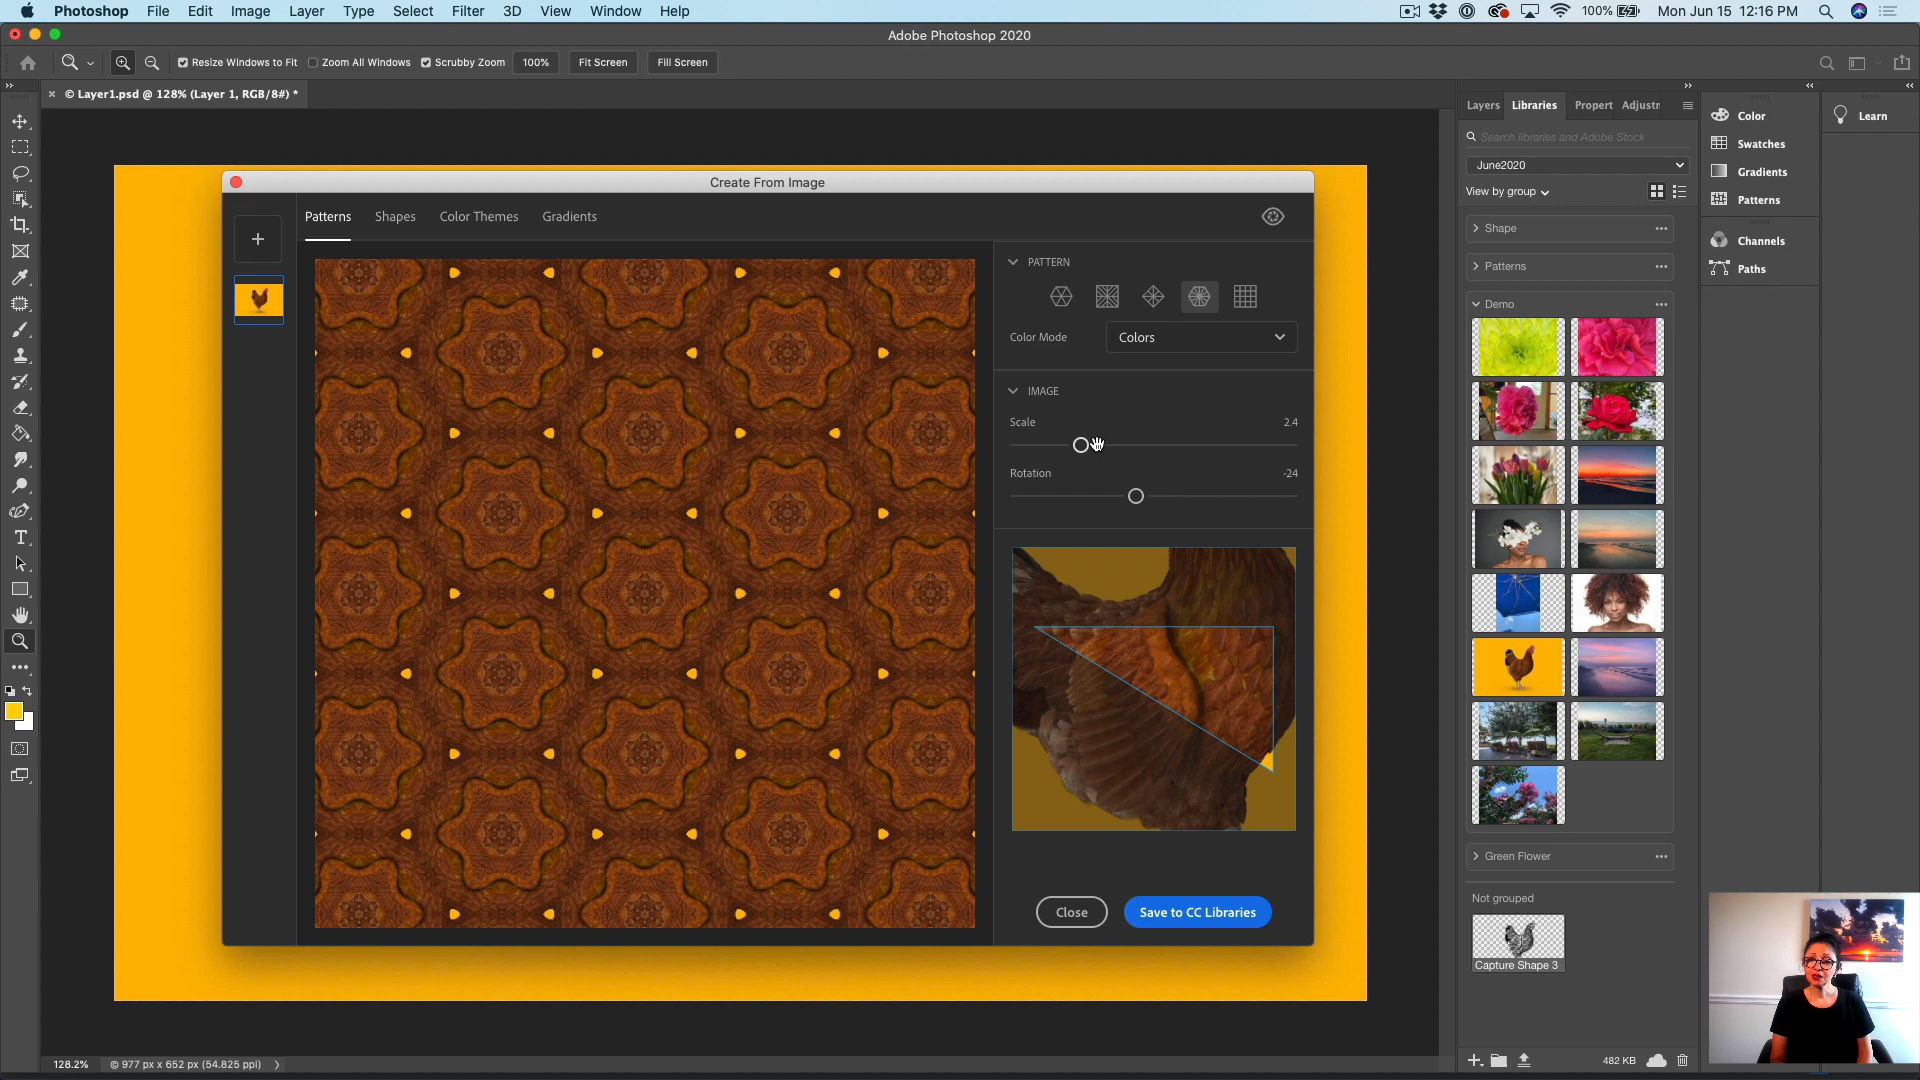 Photoshop File Edit Image Layer Type Select Filter 3D View Window Help
100% Mon Jun 15 12:16 PM
Adobe Photoshop 2020
Resize Windows to Fit Zoom All Windows Scrubby Zoom 100% Fit Screen Fill Screen
© Layer1.psd @ 128% (Layer 1, RGB/8#) *
Create From Image
Patterns Shapes Color Themes Gradients
PATTERN
Color Mode Colors
IMAGE
Scale 2.4
Rotation -24
Close Save to CC Libraries
Layers Libraries Propert Adjustn
Search libraries and Adobe Stock
June2020
View by group
Shape
Patterns
Demo
Green Flower
Not grouped
Capture Shape 3
482 KB
Color
Swatches
Gradients
Patterns
Channels
Paths
Learn
128.2% © 977 px x 652 px (54.825 ppi)